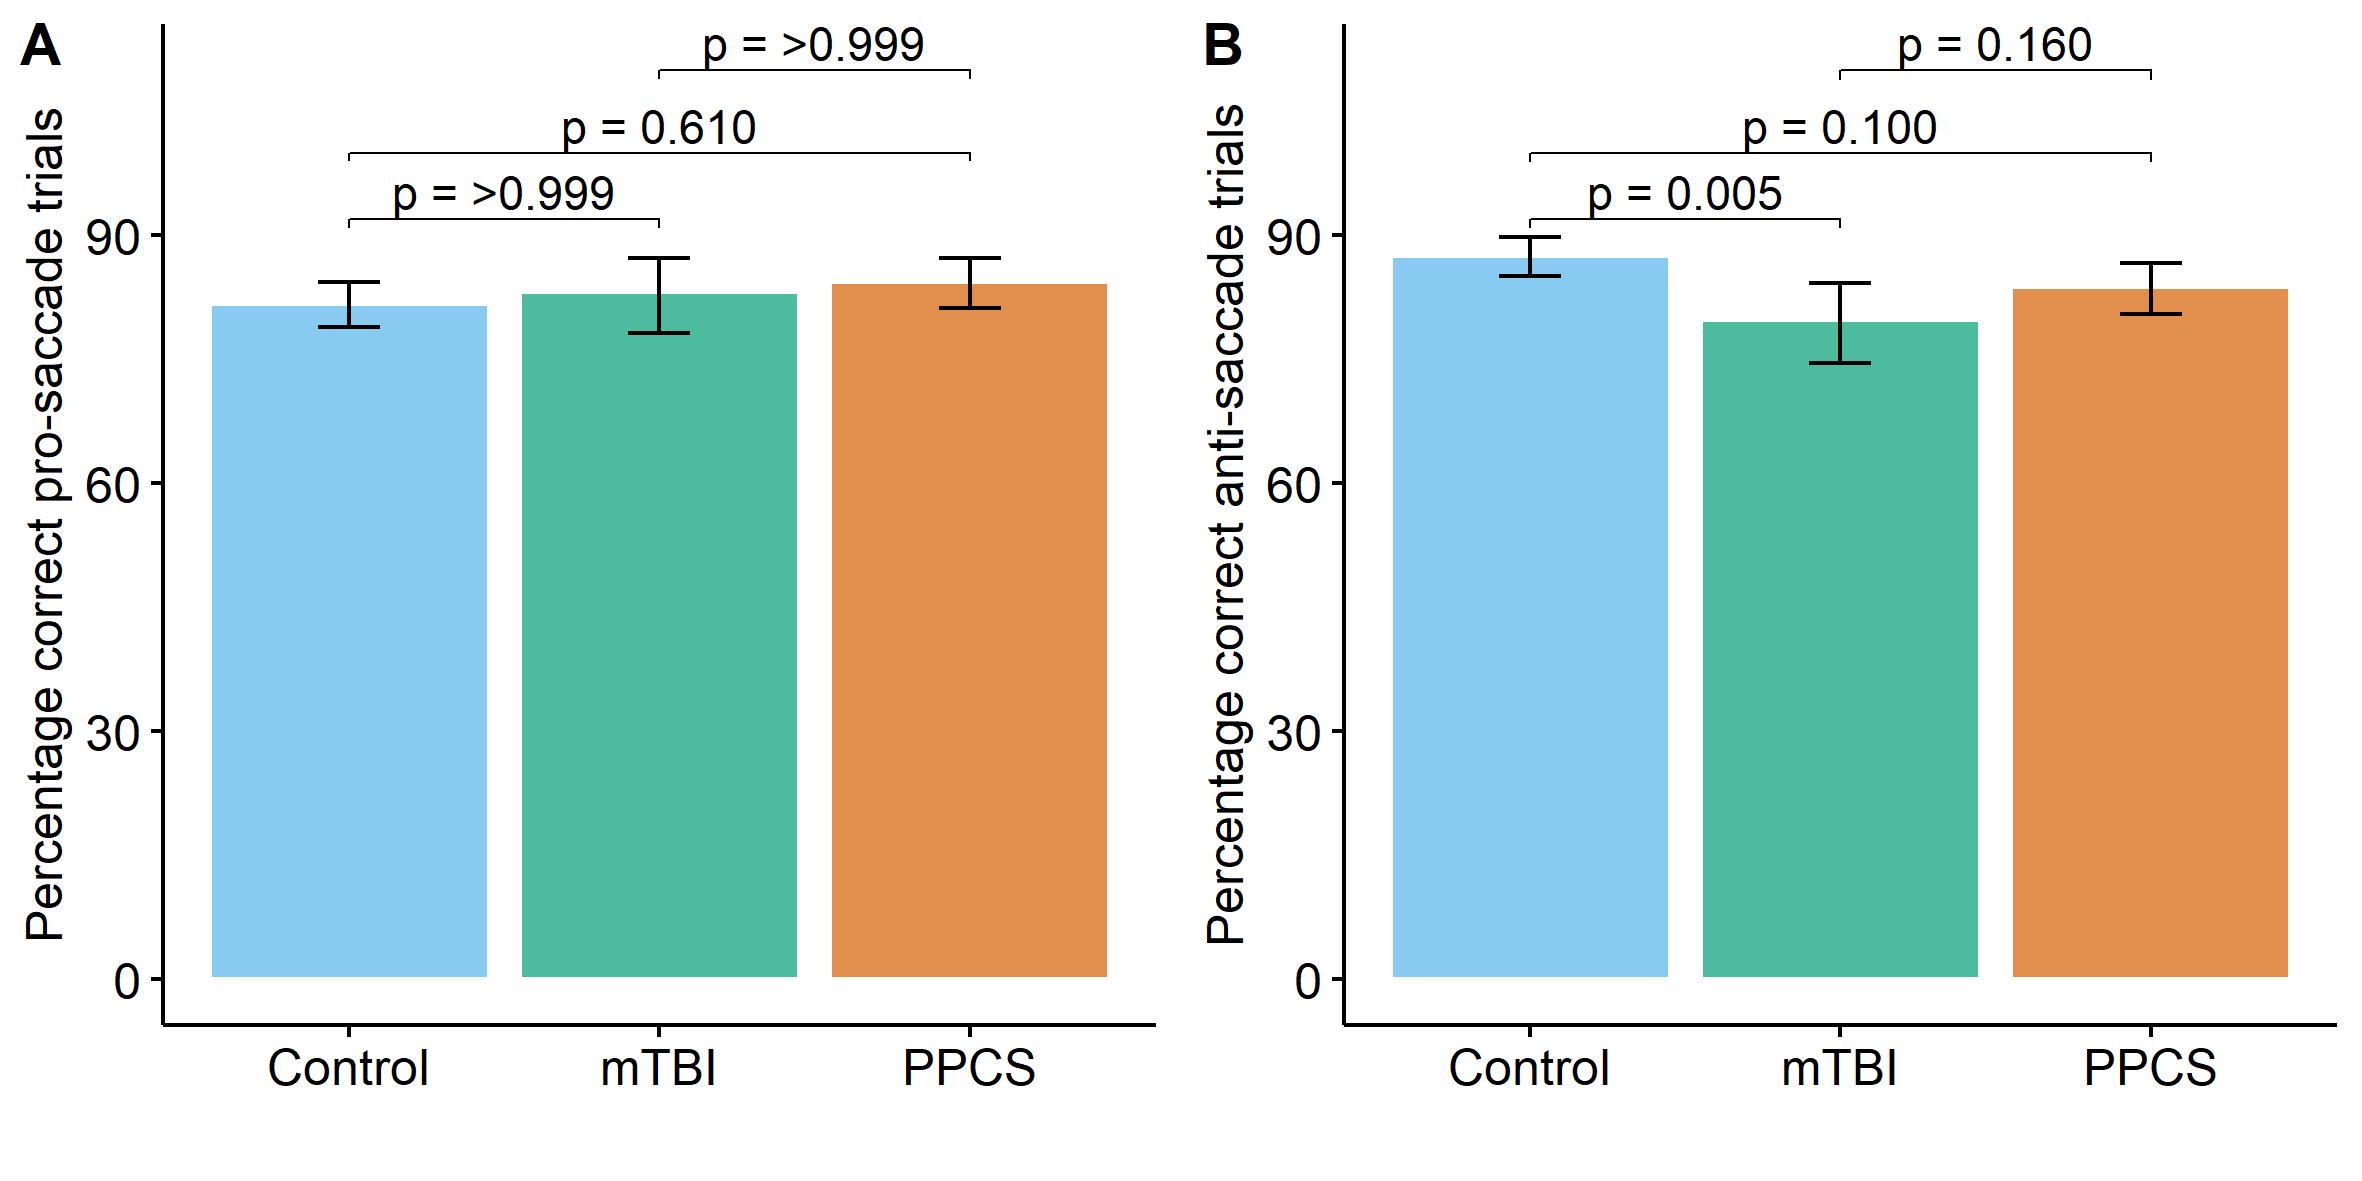 A
Percentage correct pro-saccade trials
p = >0.999
p = 0.610
p = >0.999
90
60
30
0
Control
mTBI
PPCS
B
Percentage correct anti-saccade trials
p = 0.160
p = 0.100
p = 0.005
90
60
30
0
Control
mTBI
PPCS